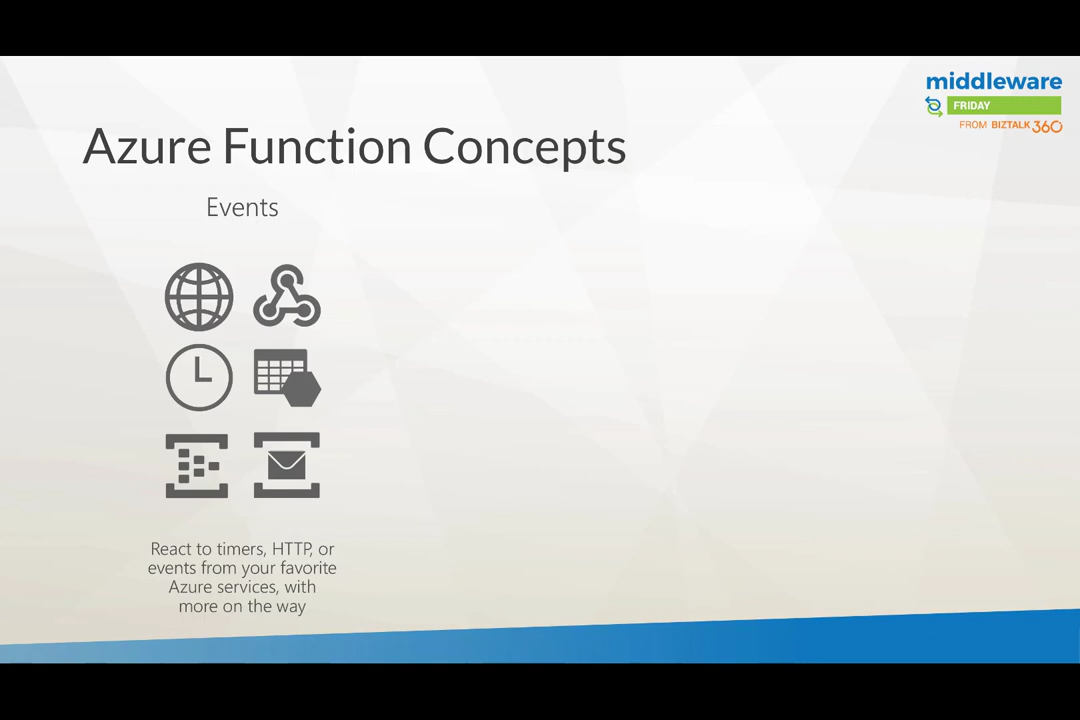 middleware
FRIDAY
FROM BIZTALK 360
Azure Function Concepts
Events
React to timers, HTTP, or
events from your favorite
Azure services, with
more on the way